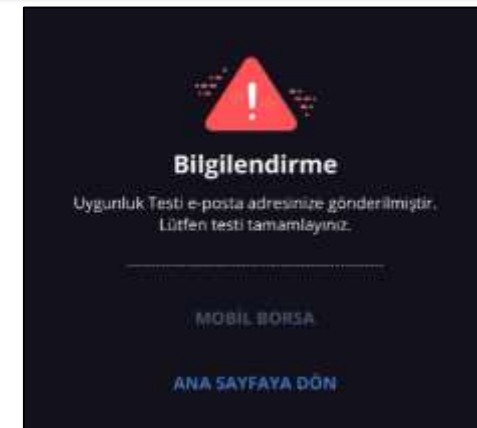 Bilgilendirme
Uygunluk Testi e-posta adresinize gönderilmiştir.
Lütfen testi tamamlayınız.
MOBİL BORSA
ANA SAYFAYA DÖN